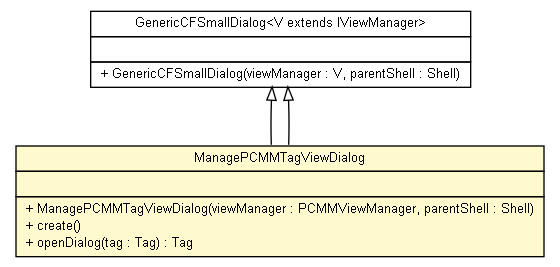 GenericCFSmallDialog<V extends IViewManager>
+ GenericCFSmallDialog(viewManager : V, parentShell : Shell)
ManagePCMMTagViewDialog
+ ManagePCMMTagViewDialog(viewManager : PCMMViewManager, parentShell : Shell)
+ create()
+ openDialog(tag : Tag) : Tag